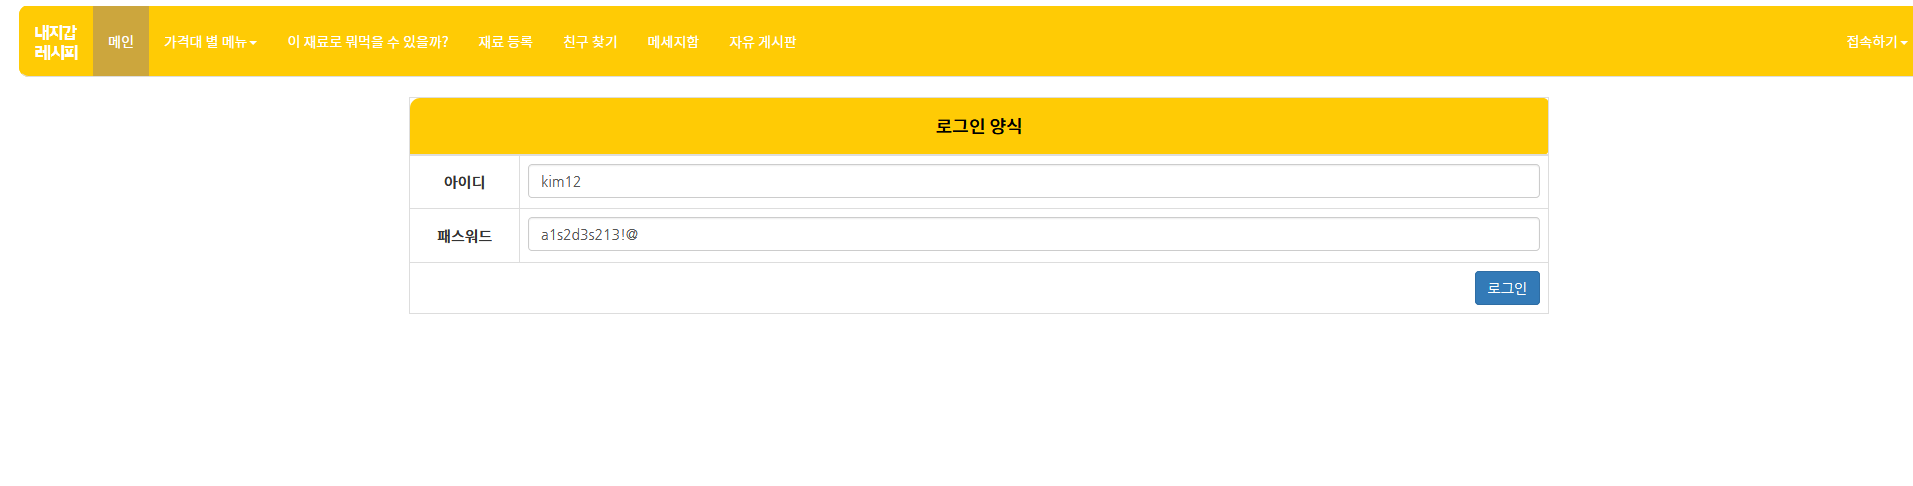 내지갑
레시피
메인
가격대 별 메뉴
이 재료로 뭐먹을 수 있을까?
재료 등록
친구 찾기
메세지함
자유 게시판
접속하기
로그인 양식
아이디
kim12
패스워드
a1s2d3s213!@
로그인